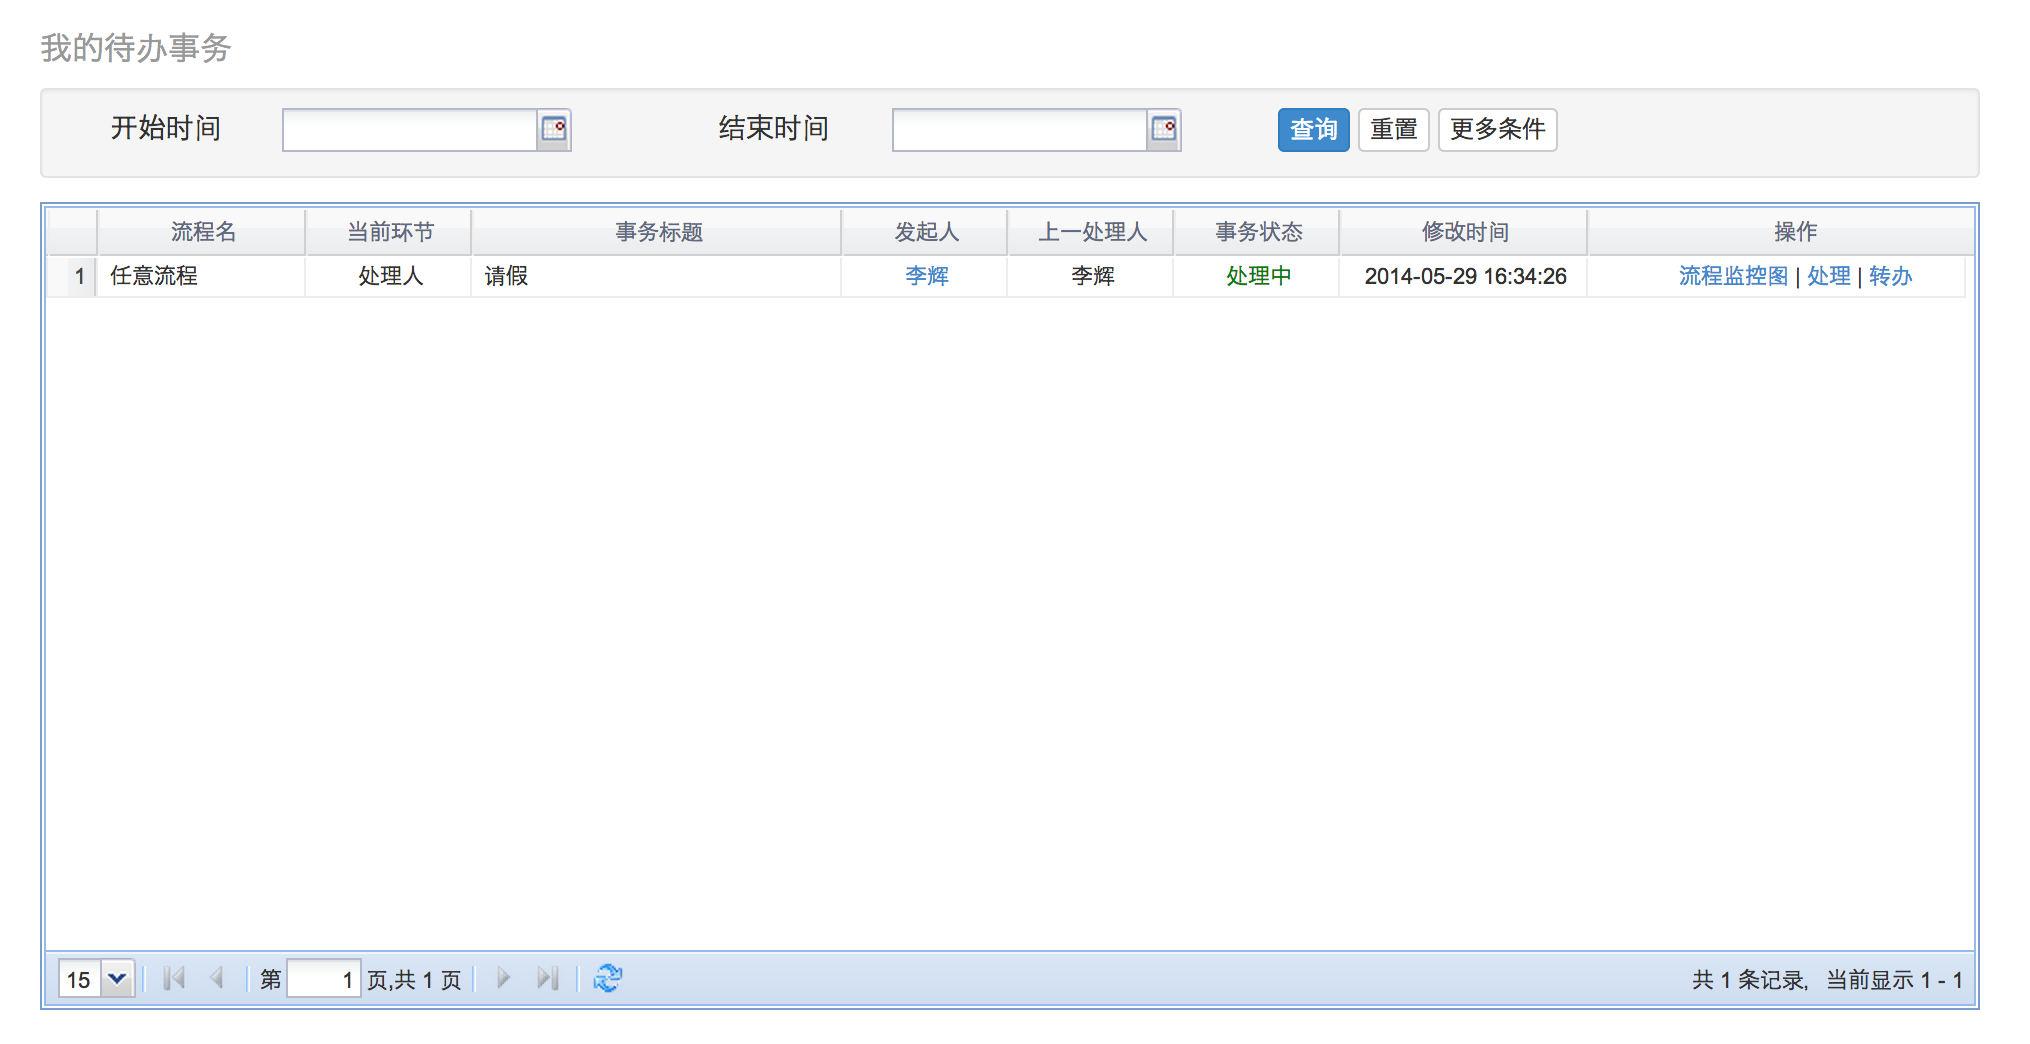 我的待办事务
开始时间 结束时间 查询 重置 更多条件
流程名 当前环节 事务标题 发起人 上一处理人 事务状态 修改时间 操作
1 任意流程 处理人 请假 李辉 李辉 处理中 2014-05-29 16:34:26 流程监控图 | 处理 | 转办
15 第 1 页,共 1 页 共 1 条记录, 当前显示 1 - 1